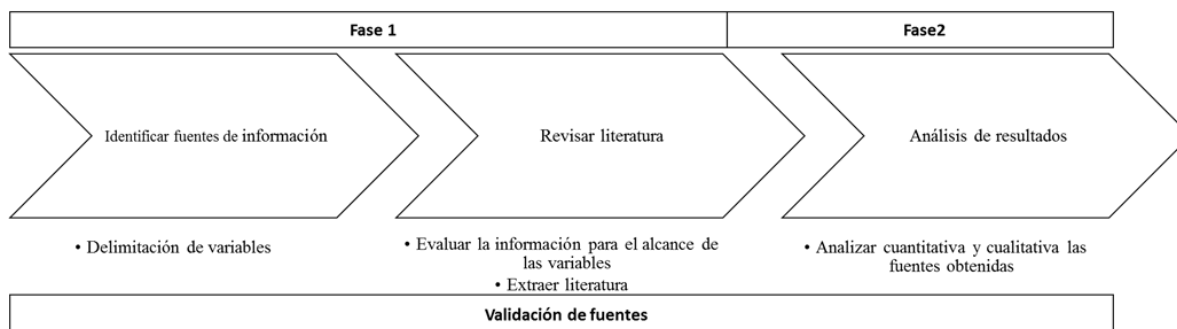 Fase 1
Fase2
Identificar fuentes de información
Revisar literatura
Análisis de resultados
• Delimitación de variables
• Evaluar la información para el alcance de
las variables
• Extraer literatura
• Analizar cuantitativa y cualitativa las
fuentes obtenidas
Validación de fuentes